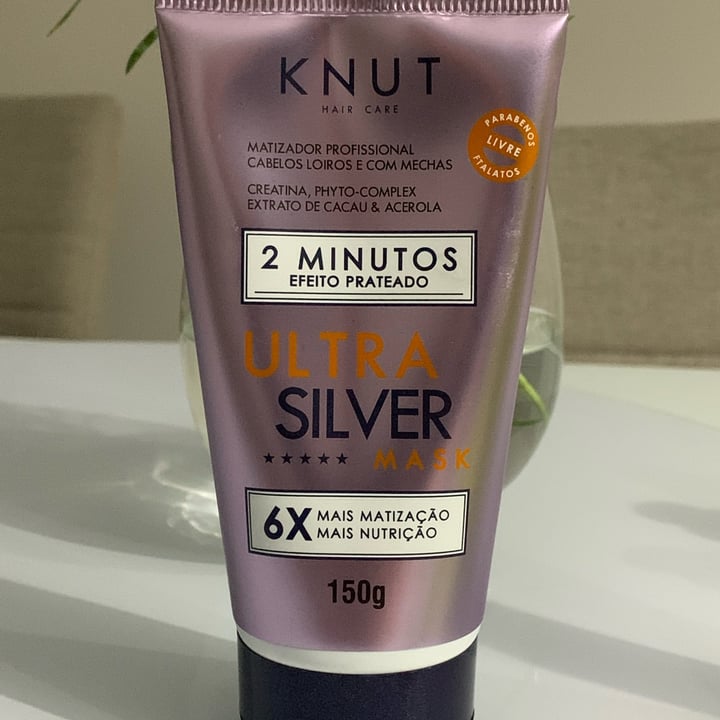 KNUT
HAIR CARE
MATIZADOR PROFISSIONAL
CABELOS LOIROS E COM MECHAS
CREATINA, PHYTO-COMPLEX
EXTRATO DE CACAU & ACEROLA
PARABENOS
LIVRE
FTALATOS
2 MINUTOS
EFEITO PRATEADO
ULTRA
SILVER
★★★★★ MASK
6X MAIS MATIZAÇÃO
MAIS NUTRIÇÃO
150g